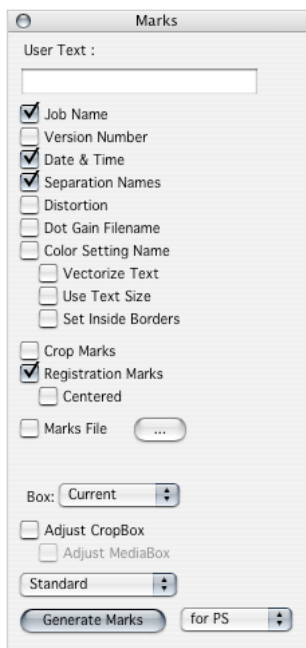 Marks
User Text :
Job Name
Version Number
Date & Time
Separation Names
Distortion
Dot Gain Filename
Color Setting Name
Vectorize Text
Use Text Size
Set Inside Borders
Crop Marks
Registration Marks
Centered
Marks File ...
Box: Current
Adjust CropBox
Adjust MediaBox
Standard
Generate Marks for PS